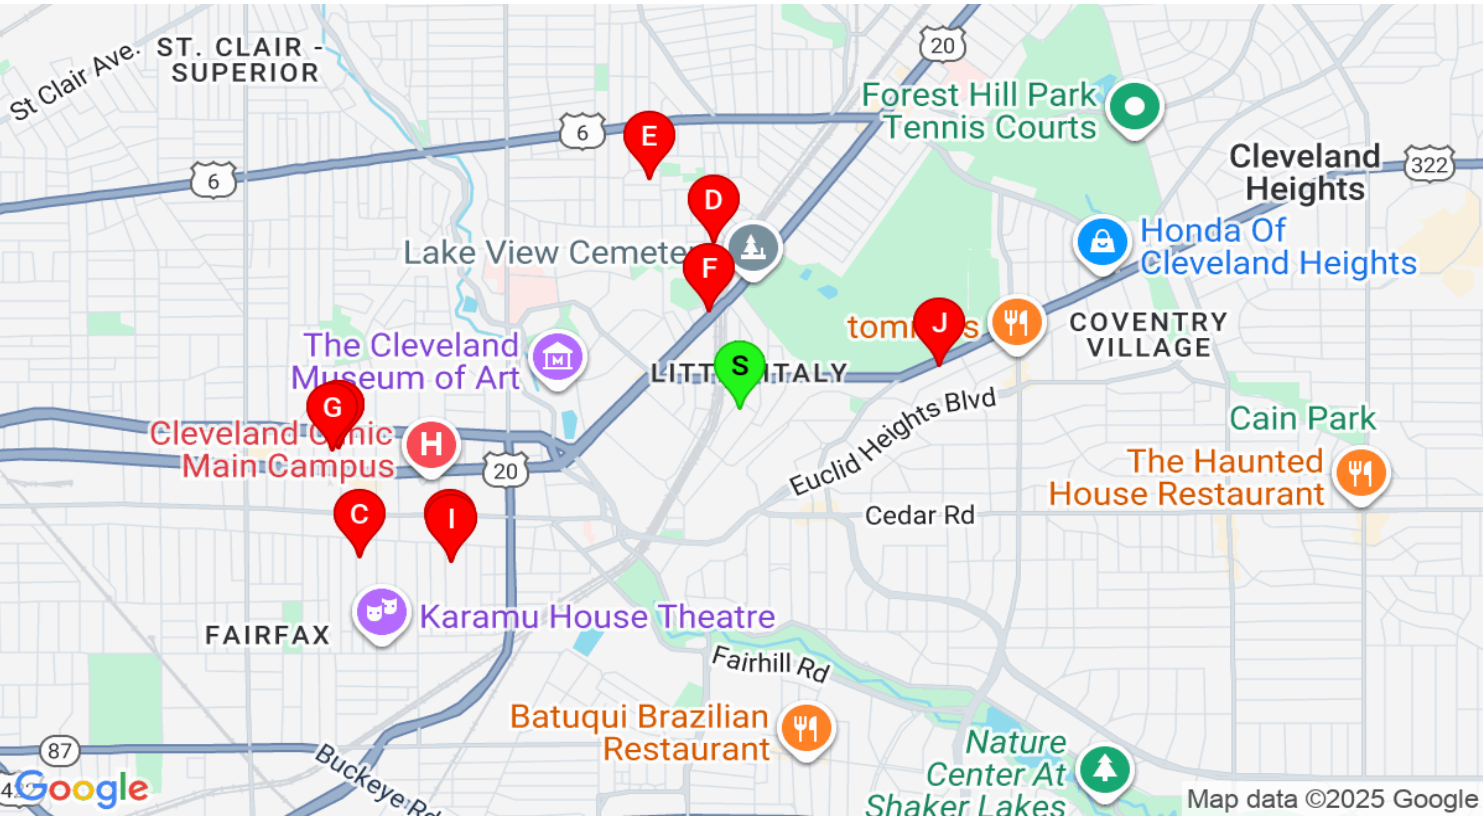 ST. CLAIR -
SUPERIOR
St Clair Ave.
20
6
E
6
D
Forest Hill Park
Tennis Courts
Cleveland
Heights
322
Honda Of
Cleveland Heights
Lake View
F
J
COVENTRY
VILLAGE
The Cleveland
Museum of Art
S
ITALY
G
Cleveland
Main Campus
H
20
Euclid Heights Blvd
Cain Park
The Haunted
House Restaurant
Cedar Rd
C
I
Karamu House Theatre
FAIRFAX
Fairhill Rd
Batuqui Brazilian
Restaurant
87
Buckeye Rd
Nature
Center At
Shaker Lakes
Google
Map data ©2025 Google